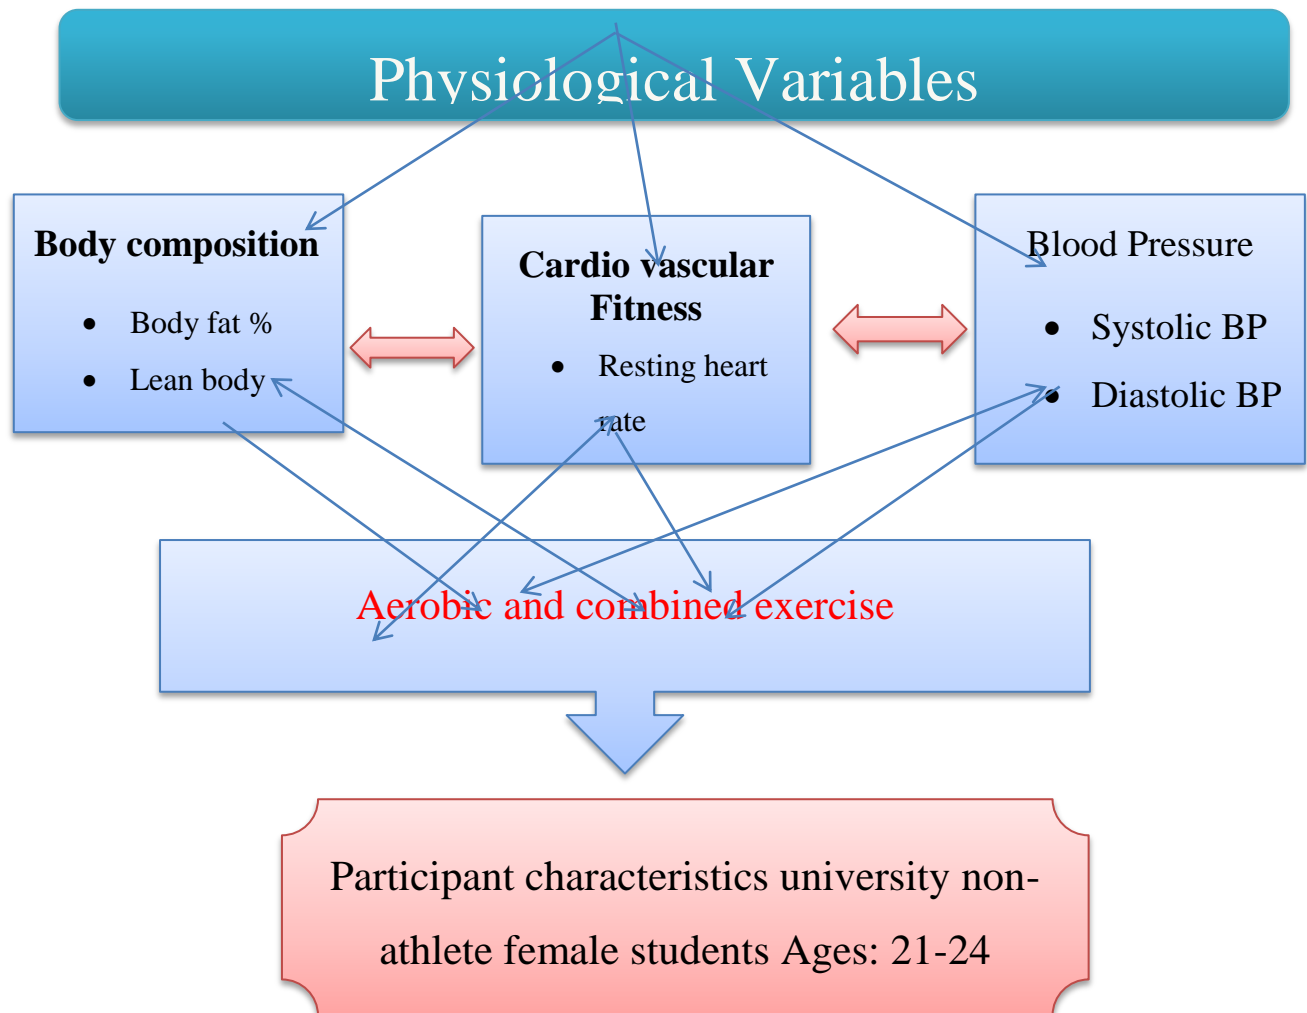 Physiological Variables
Body composition
• Body fat %
• Lean body
Cardio vascular
Fitness
• Resting heart
rate
Blood Pressure
• Systolic BP
• Diastolic BP
Aerobic and combined exercise
Participant characteristics university non-
athlete female students Ages: 21-24